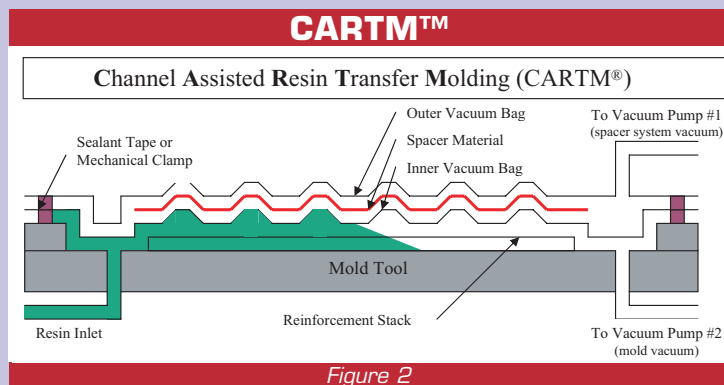 CARTM™
Channel Assisted Resin Transfer Molding (CARTM®)
Outer Vacuum Bag
Spacer Material
Inner Vacuum Bag
To Vacuum Pump #1
(spacer system vacuum)
Sealant Tape or
Mechanical Clamp
Mold Tool
Resin Inlet
Reinforcement Stack
To Vacuum Pump #2
(mold vacuum)
Figure 2